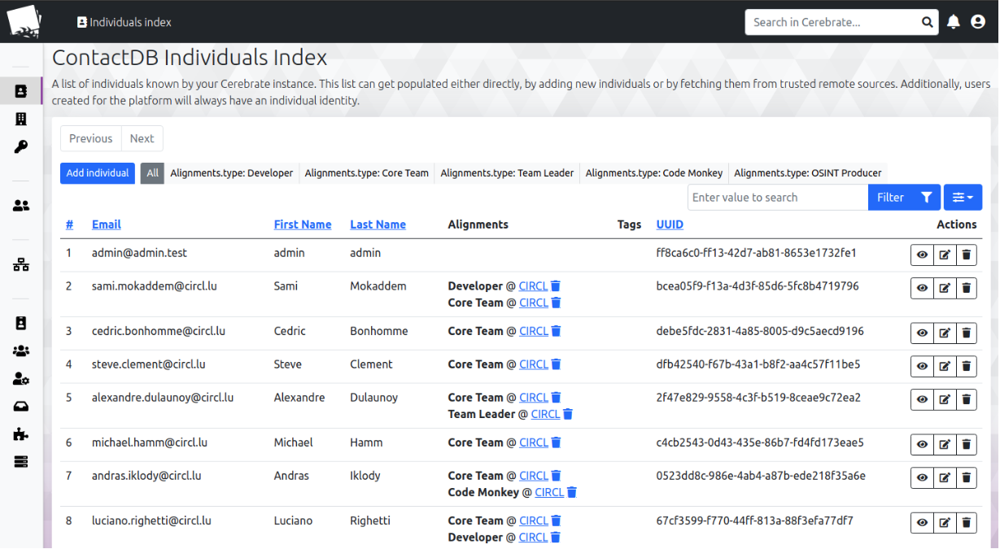 Individuals index
Search in Cerebrate...
ContactDB Individuals Index
A list of individuals known by your Cerebrate instance. This list can get populated either directly, by adding new individuals or by fetching them from trusted remote sources. Additionally, users
created for the platform will always have an individual identity.
Previous Next
Add individual All Alignments.type: Developer Alignments.type: Core Team Alignments.type: Team Leader Alignments.type: Code Monkey Alignments.type: OSINT Producer
Enter value to search Filter
# Email First Name Last Name Alignments Tags UUID Actions
1 admin@admin.test admin admin ff8ca6c0-ff13-42d7-ab81-8653e1732fe1
2 sami.mokaddem@circl.lu Sami Mokaddem Developer @ CIRCL bcea05f9-f13a-4d3f-85d6-5fc8b4719796
Core Team @ CIRCL
3 cedric.bonhomme@circl.lu Cedric Bonhomme Core Team @ CIRCL debe5fdc-2831-4a85-8005-d9c5aecd9196
4 steve.clement@circl.lu Steve Clement Core Team @ CIRCL dfb42540-f67b-43a1-b8f2-aa4c57f11be5
5 alexandre.dulaunoy@circl.lu Alexandre Dulaunoy Core Team @ CIRCL 2f47e829-9558-4c3f-b519-8ceae9c72ea2
Team Leader @ CIRCL
6 michael.hamm@circl.lu Michael Hamm Core Team @ CIRCL c4cb2543-0d43-435e-86b7-fd4fd173eae5
7 andras.iklody@circl.lu Andras Iklody Core Team @ CIRCL 0523dd8c-986e-4ab4-a87b-ede218f35a6e
Code Monkey @ CIRCL
8 luciano.righetti@circl.lu Luciano Righetti Core Team @ CIRCL 67cf3599-f770-44ff-813a-88f3efa77df7
Developer @ CIRCL